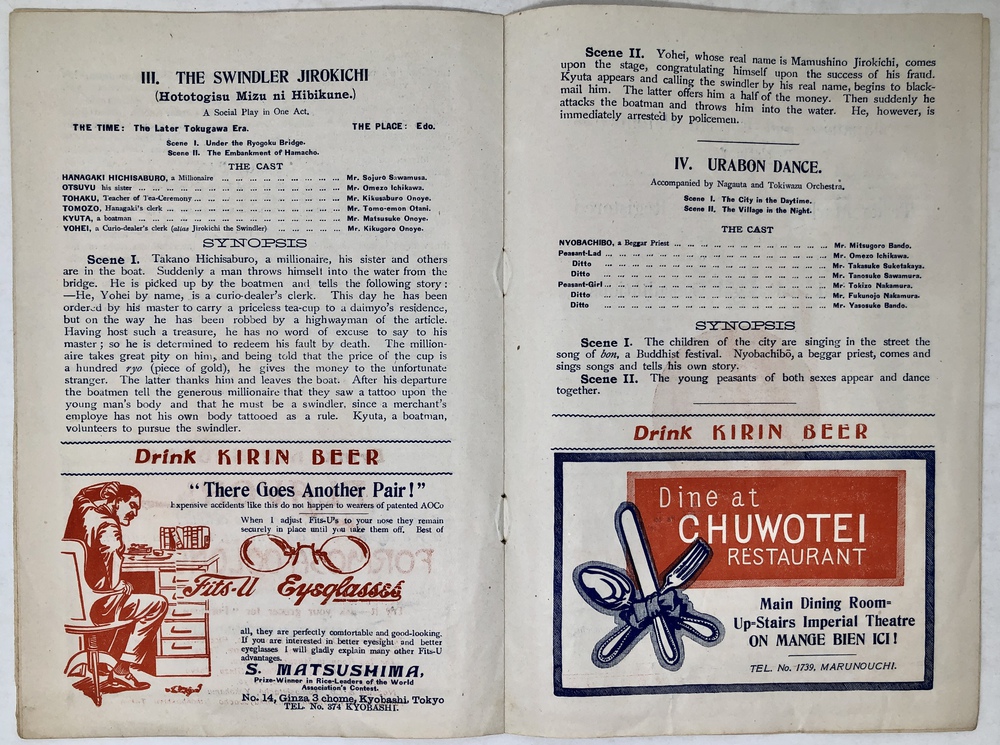 III. THE SWINDLER JIROKICHI
(Hototogisu Mizu ni Hibikune.)
A Social Play in One Act.
THE TIME: The Later Tokugawa Era. THE PLACE: Edo.
Scene I. Under the Ryogoku Bridge.
Scene II. The Embankment of Hamacho.
THE CAST
HANAGAKI HICHISABURO, a Millionaire ... ... ... ... ... ... ... Mr. Sojuro Sawamusa.
OTSUYU his sister ... ... ... ... ... ... ... ... ... ... Mr. Omezo Ichikawa.
TOHAKU, Teacher of Tea-Ceremony ... ... ... ... ... ... ... ... Mr. Kikusaburo Onoye.
TOMOZO, Hanagaki's clerk ... ... ... ... ... ... ... ... ... Mr. Tomo-emon Otani.
KYUTA, a boatman ... ... ... ... ... ... ... ... ... ... Mr. Matsusuke Onoye.
YOHEI, a Curio-dealer's clerk (alias Jirokichi the Swindler) ... ... ... ... Mr. Kikugoro Onoye.
SYNOPSIS
Scene I. Takano Hichisaburo, a millionaire, his sister and others
are in the boat. Suddenly a man throws himself into the water from the
bridge. He is picked up by the boatmen and tells the following story:
—He, Yohei by name, is a curio-dealer's clerk. This day he has been
ordered by his master to carry a priceless tea-cup to a daimyo's residence,
but on the way he has been robbed by a highwayman of the article.
Having host such a treasure, he has no word of excuse to say to his
master; so he is determined to redeem his fault by death. The million-
aire takes great pity on him, and being told that the price of the cup is
a hundred ryo (piece of gold), he gives the money to the unfortunate
stranger. The latter thanks him and leaves the boat. After his departure
the boatmen tell the generous millionaire that they saw a tattoo upon the
young man's body and that he must be a swindler, since a merchant's
employe has not his own body tattooed as a rule. Kyuta, a boatman,
volunteers to pursue the swindler.
Drink KIRIN BEER
"There Goes Another Pair!"
Expensive accidents like this do not happen to wearers of patented AOCo
When I adjust Fits-U's to your nose they remain
securely in place until you take them off. Best of
Fits-U Eyeglasses
all, they are perfectly comfortable and good-looking.
If you are interested in better eyesight and better
eyeglasses I will gladly explain many other Fits-U
advantages.
S. MATSUSHIMA,
Prize-Winner in Rice-Leaders of the World
Association's Contest.
No. 14, Ginza 3 chome, Kyobashi, Tokyo
TEL. No. 374 KYOBASHI.
Scene II. Yohei, whose real name is Mamushino Jirokichi, comes
upon the stage, congratulating himself upon the success of his fraud.
Kyuta appears and calling the swindler by his real name, begins to black-
mail him. The latter offers him a half of the money. Then suddenly he
attacks the boatman and throws him into the water. He, however, is
immediately arrested by policemen.
IV. URABON DANCE.
Accompanied by Nagauta and Tokiwazu Orchestra.
Scene I. The City in the Daytime.
Scene II. The Village in the Night.
THE CAST
NYOBACHIBO, a Beggar Priest ... ... ... ... ... ... ... ... ... Mr. Mitsugoro Bando.
Peasant-Lad ... ... ... ... ... ... ... ... ... ... ... Mr. Omezo Ichikawa.
Ditto ... ... ... ... ... ... ... ... ... ... ... Mr. Takasuke Suketakaya.
Ditto ... ... ... ... ... ... ... ... ... ... ... Mr. Tanosuke Sawamura.
Peasant-Girl ... ... ... ... ... ... ... ... ... ... ... Mr. Tokizo Nakamura.
Ditto ... ... ... ... ... ... ... ... ... ... ... Mr. Fukunojo Nakamura.
Ditto ... ... ... ... ... ... ... ... ... ... ... Mr. Yasosuke Bando.
SYNOPSIS
Scene I. The children of the city are singing in the street the
song of bon, a Buddhist festival. Nyobachibō, a beggar priest, comes and
sings songs and tells his own story.
Scene II. The young peasants of both sexes appear and dance
together.
Drink KIRIN BEER
Dine at
CHUWOTEI
RESTAURANT
Main Dining Room=
Up-Stairs Imperial Theatre
ON MANGE BIEN ICI!
TEL. No. 1739, MARUNOUCHI.